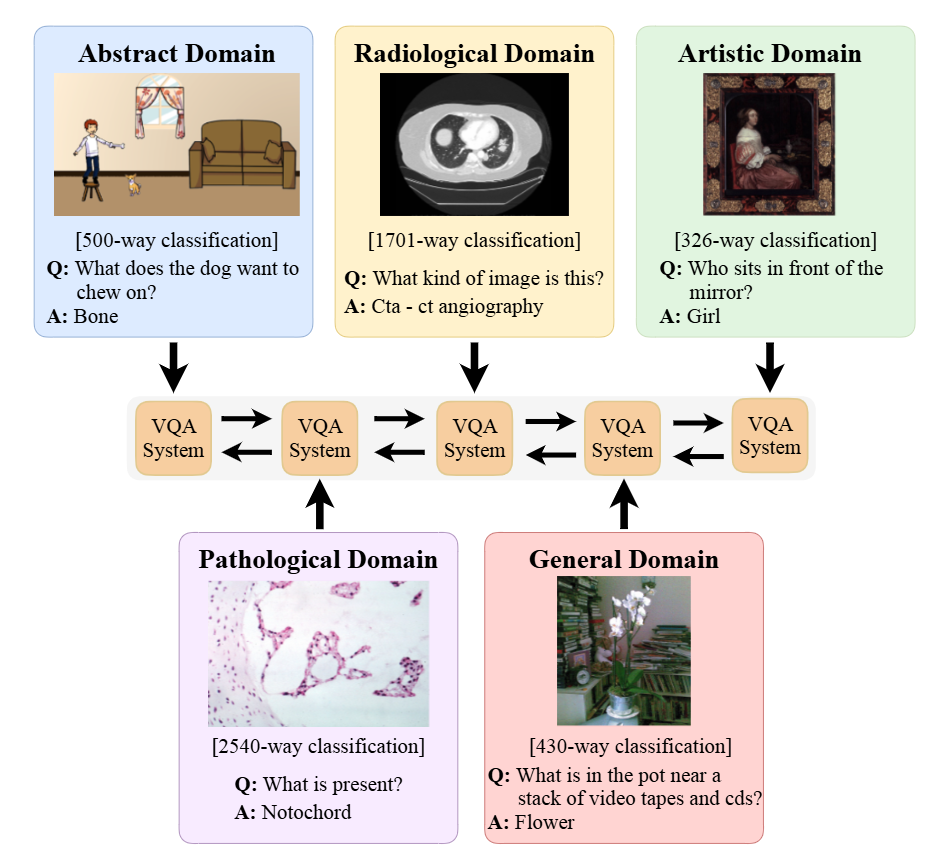 Abstract Domain
[500-way classification]
Q: What does the dog want to
chew on?
A: Bone
Radiological Domain
[1701-way classification]
Q: What kind of image is this?
A: Cta - ct angiography
Artistic Domain
[326-way classification]
Q: Who sits in front of the
mirror?
A: Girl
VQA
System
VQA
System
VQA
System
VQA
System
VQA
System
Pathological Domain
[2540-way classification]
Q: What is present?
A: Notochord
General Domain
[430-way classification]
Q: What is in the pot near a
stack of video tapes and cds?
A: Flower